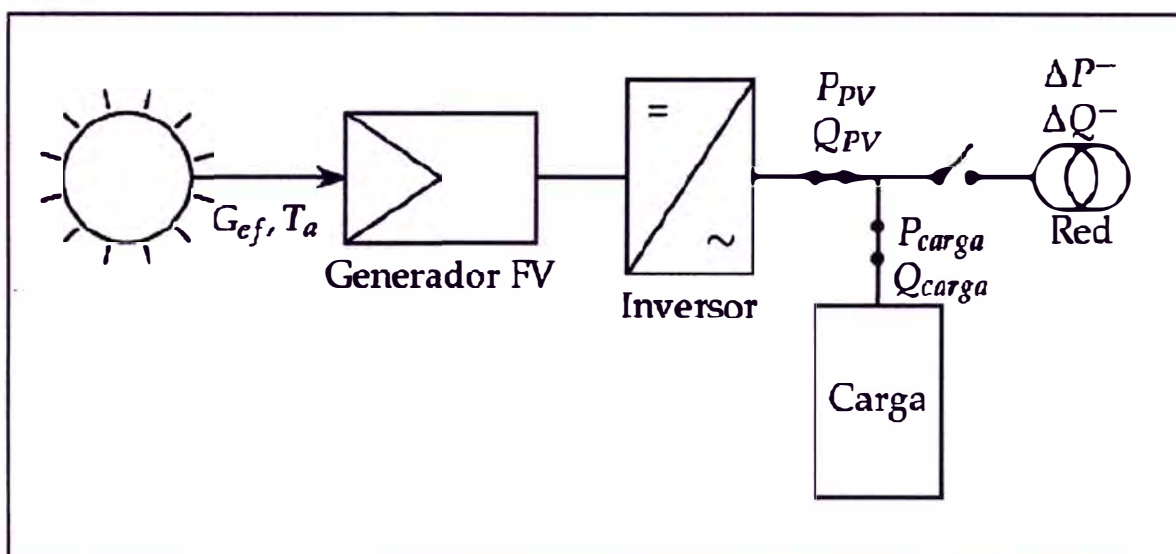 G_ef, T_a
Generador FV
=
~
Inversor
P_PV
Q_PV
ΔP⁻
ΔQ⁻
Red
P_carga
Q_carga
Carga